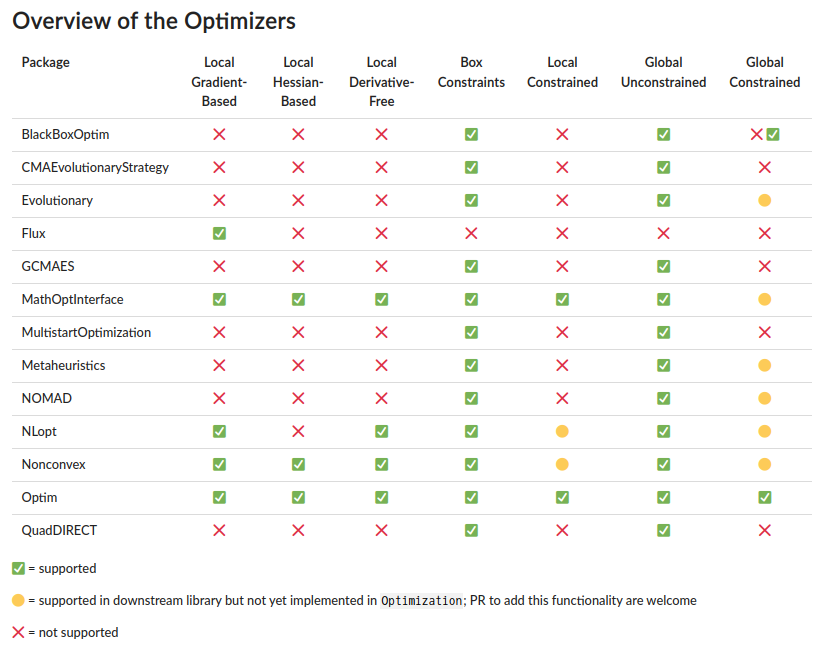 Overview of the Optimizers
Package Local Gradient-Based Local Hessian-Based Local Derivative-Free Box Constraints Local Constrained Global Unconstrained Global Constrained
BlackBoxOptim ❌ ❌ ❌ ✅ ❌ ✅ ❌ ✅
CMAEvolutionaryStrategy ❌ ❌ ❌ ✅ ❌ ✅ ❌
Evolutionary ❌ ❌ ❌ ✅ ❌ ✅ 🟡
Flux ✅ ❌ ❌ ❌ ❌ ❌ ❌
GCMAES ❌ ❌ ❌ ✅ ❌ ✅ ❌
MathOptInterface ✅ ✅ ✅ ✅ ✅ ✅ 🟡
MultistartOptimization ❌ ❌ ❌ ✅ ❌ ✅ ❌
Metaheuristics ❌ ❌ ❌ ✅ ❌ ✅ 🟡
NOMAD ❌ ❌ ❌ ✅ ❌ ✅ 🟡
NLopt ✅ ❌ ✅ ✅ 🟡 ✅ 🟡
Nonconvex ✅ ✅ ✅ ✅ 🟡 ✅ 🟡
Optim ✅ ✅ ✅ ✅ ✅ ✅ ✅
QuadDIRECT ❌ ❌ ❌ ✅ ❌ ✅ ❌
✅ = supported
🟡 = supported in downstream library but not yet implemented in Optimization; PR to add this functionality are welcome
❌ = not supported